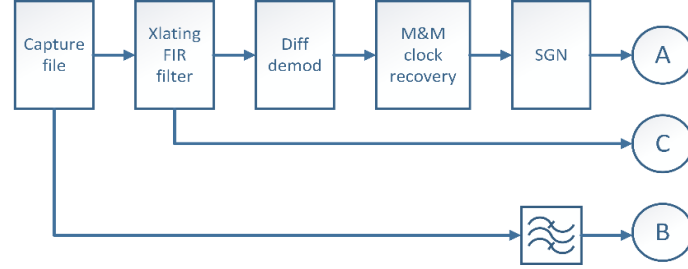 Capture
file
Xlating
FIR
filter
Diff
demod
M&M
clock
recovery
SGN
A
C
B